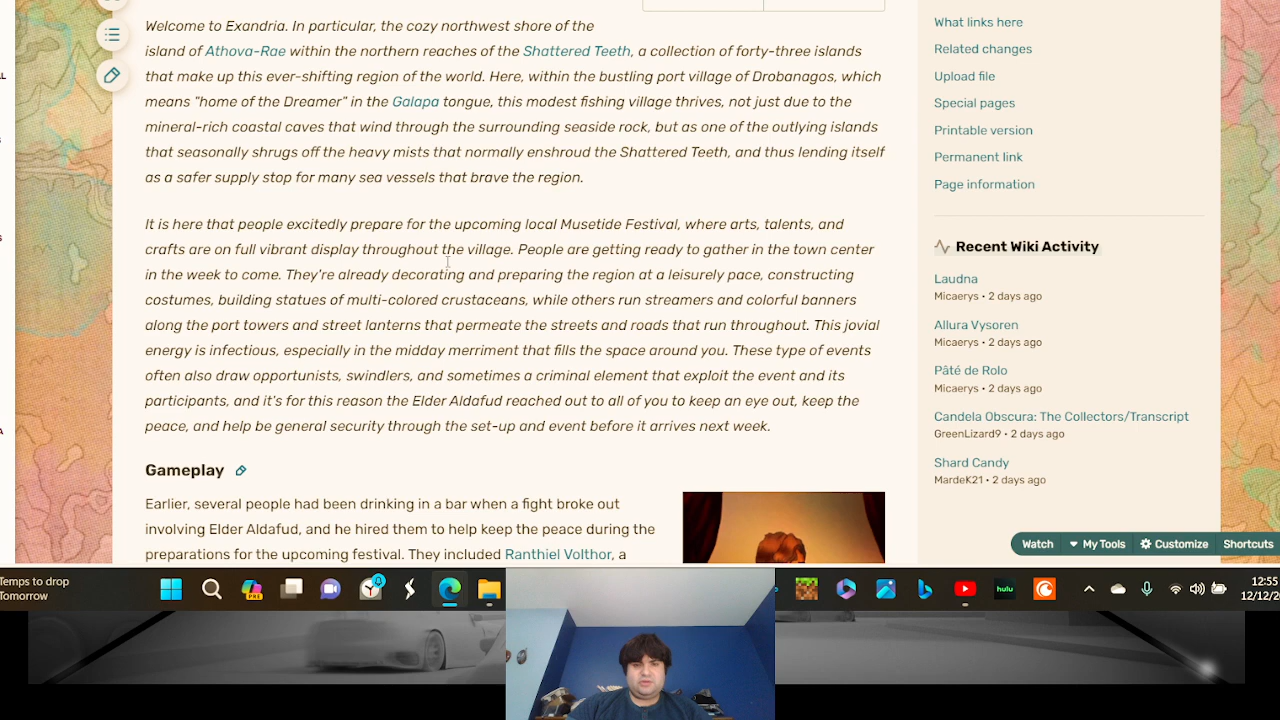 Welcome to Exandria. In particular, the cozy northwest shore of the
island of Athova-Rae within the northern reaches of the Shattered Teeth, a collection of forty-three islands
that make up this ever-shifting region of the world. Here, within the bustling port village of Drobanagos, which
means "home of the Dreamer" in the Galapa tongue, this modest fishing village thrives, not just due to the
mineral-rich coastal caves that wind through the surrounding seaside rock, but as one of the outlying islands
that seasonally shrugs off the heavy mists that normally enshroud the Shattered Teeth, and thus lending itself
as a safer supply stop for many sea vessels that brave the region.
It is here that people excitedly prepare for the upcoming local Musetide Festival, where arts, talents, and
crafts are on full vibrant display throughout the village. People are getting ready to gather in the town center
in the week to come. They're already decorating and preparing the region at a leisurely pace, constructing
costumes, building statues of multi-colored crustaceans, while others run streamers and colorful banners
along the port towers and street lanterns that permeate the streets and roads that run throughout. This jovial
energy is infectious, especially in the midday merriment that fills the space around you. These type of events
often also draw opportunists, swindlers, and sometimes a criminal element that exploit the event and its
participants, and it's for this reason the Elder Aldafud reached out to all of you to keep an eye out, keep the
peace, and help be general security through the set-up and event before it arrives next week.
Gameplay
Earlier, several people had been drinking in a bar when a fight broke out
involving Elder Aldafud, and he hired them to help keep the peace during the
preparations for the upcoming festival. They included Ranthiel Volthor, a
What links here
Related changes
Upload file
Special pages
Printable version
Permanent link
Page information
Recent Wiki Activity
Laudna
Micaerys • 2 days ago
Allura Vysoren
Micaerys • 2 days ago
Pâté de Rolo
Micaerys • 2 days ago
Candela Obscura: The Collectors/Transcript
GreenLizard9 • 2 days ago
Shard Candy
MardeK21 • 2 days ago
Watch My Tools Customize Shortcuts
Temps to drop
Tomorrow
PRE
hulu
12:55
12/12/2